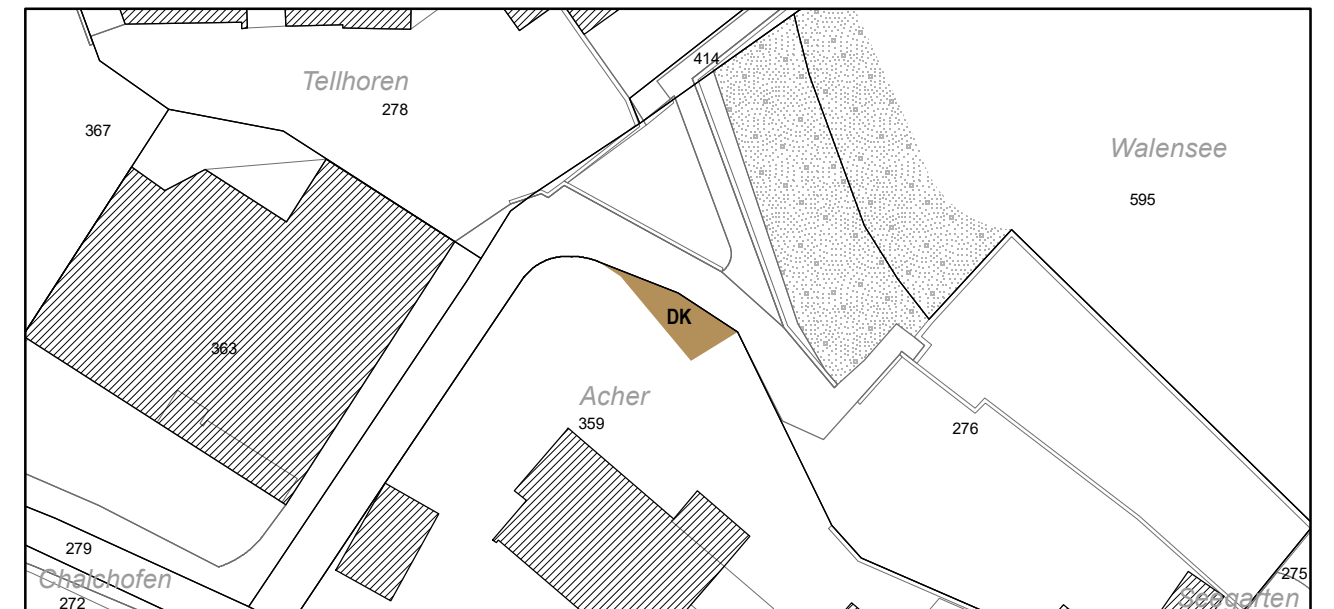 414
Tellhoren
278
367
Walensee
595
DK
363
Acher
359
276
279
Chalchofen
272
275
Seegarten